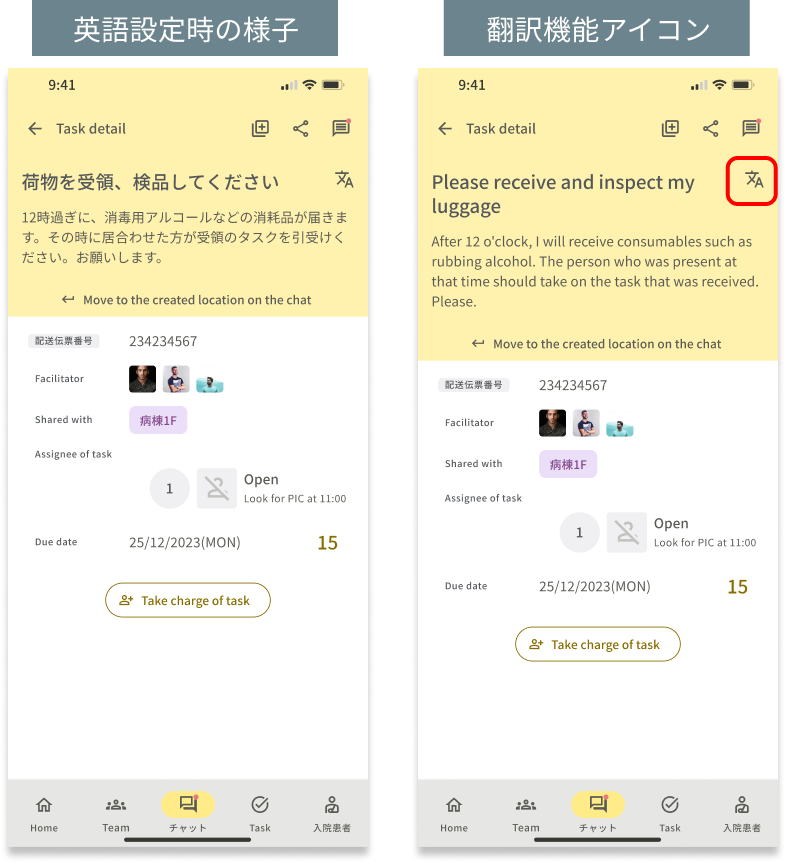 英語設定時の様子
9:41
Task detail
荷物を受領、検品してください
12時過ぎに、消毒用アルコールなどの消耗品が届きま
す。その時に居合わせた方が受領のタスクを引受けく
ださい。お願いします。
Move to the created location on the chat
配送伝票番号 234234567
Facilitator
Shared with 病棟1F
Assignee of task
1 Open
Look for PIC at 11:00
Due date 25/12/2023(MON) 15
Take charge of task
Home Team チャット Task 入院患者
翻訳機能アイコン
9:41
Task detail
Please receive and inspect my
luggage
After 12 o'clock, I will receive consumables such as
rubbing alcohol. The person who was present at
that time should take on the task that was received.
Please.
Move to the created location on the chat
配送伝票番号 234234567
Facilitator
Shared with 病棟1F
Assignee of task
1 Open
Look for PIC at 11:00
Due date 25/12/2023(MON) 15
Take charge of task
Home Team チャット Task 入院患者